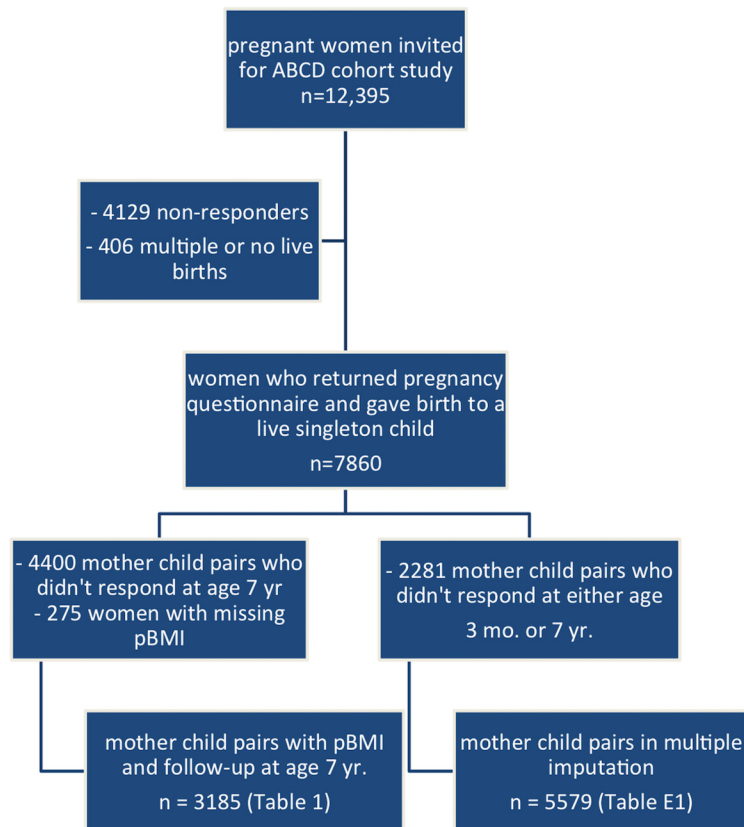 pregnant women invited
for ABCD cohort study
n=12,395
- 4129 non-responders
- 406 multiple or no live
births
women who returned pregnancy
questionnaire and gave birth to a
live singleton child
n=7860
- 4400 mother child pairs who
didn't respond at age 7 yr
- 275 women with missing
pBMI
- 2281 mother child pairs who
didn't respond at either age
3 mo. or 7 yr.
mother child pairs with pBMI
and follow-up at age 7 yr.
n = 3185 (Table 1)
mother child pairs in multiple
imputation
n = 5579 (Table E1)